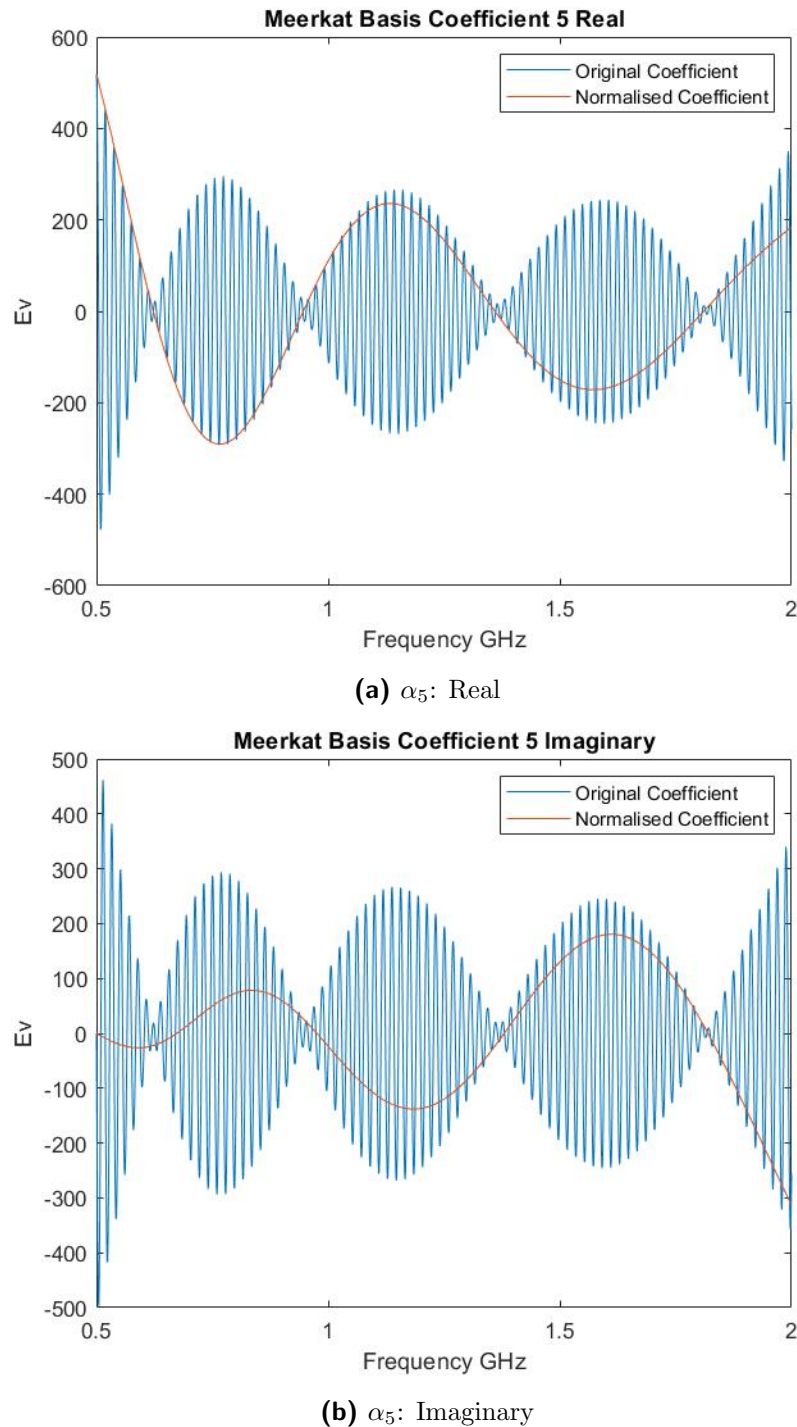 Meerkat Basis Coefficient 5 Real
600
400
200
0
-200
-400
-600
Ev
Original Coefficient
Normalised Coefficient
0.5
1
1.5
2
Frequency GHz
(a) α₅: Real
Meerkat Basis Coefficient 5 Imaginary
500
400
300
200
100
0
-100
-200
-300
-400
-500
Ev
Original Coefficient
Normalised Coefficient
0.5
1
1.5
2
Frequency GHz
(b) α₅: Imaginary